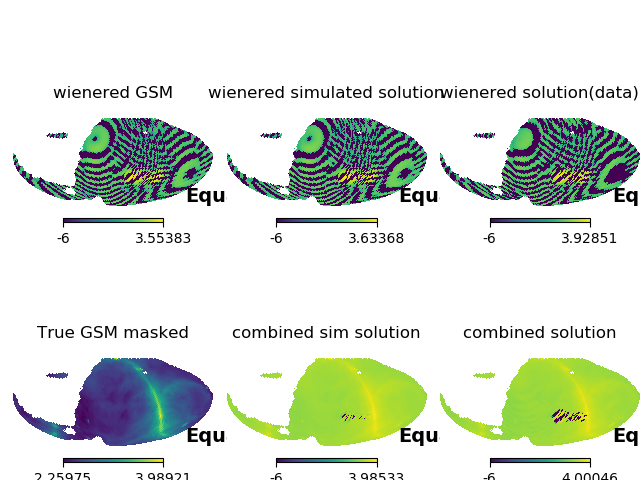 wienered GSM
wienered simulated solution
wienered solution(data)
Equ
Equ
Eq
-6 3.55383
-6 3.63368
-6 3.92851
True GSM masked
combined sim solution
combined solution
Equ
Equ
Eq
2.25975 3.98921
-6 3.98533
-6 4.00046